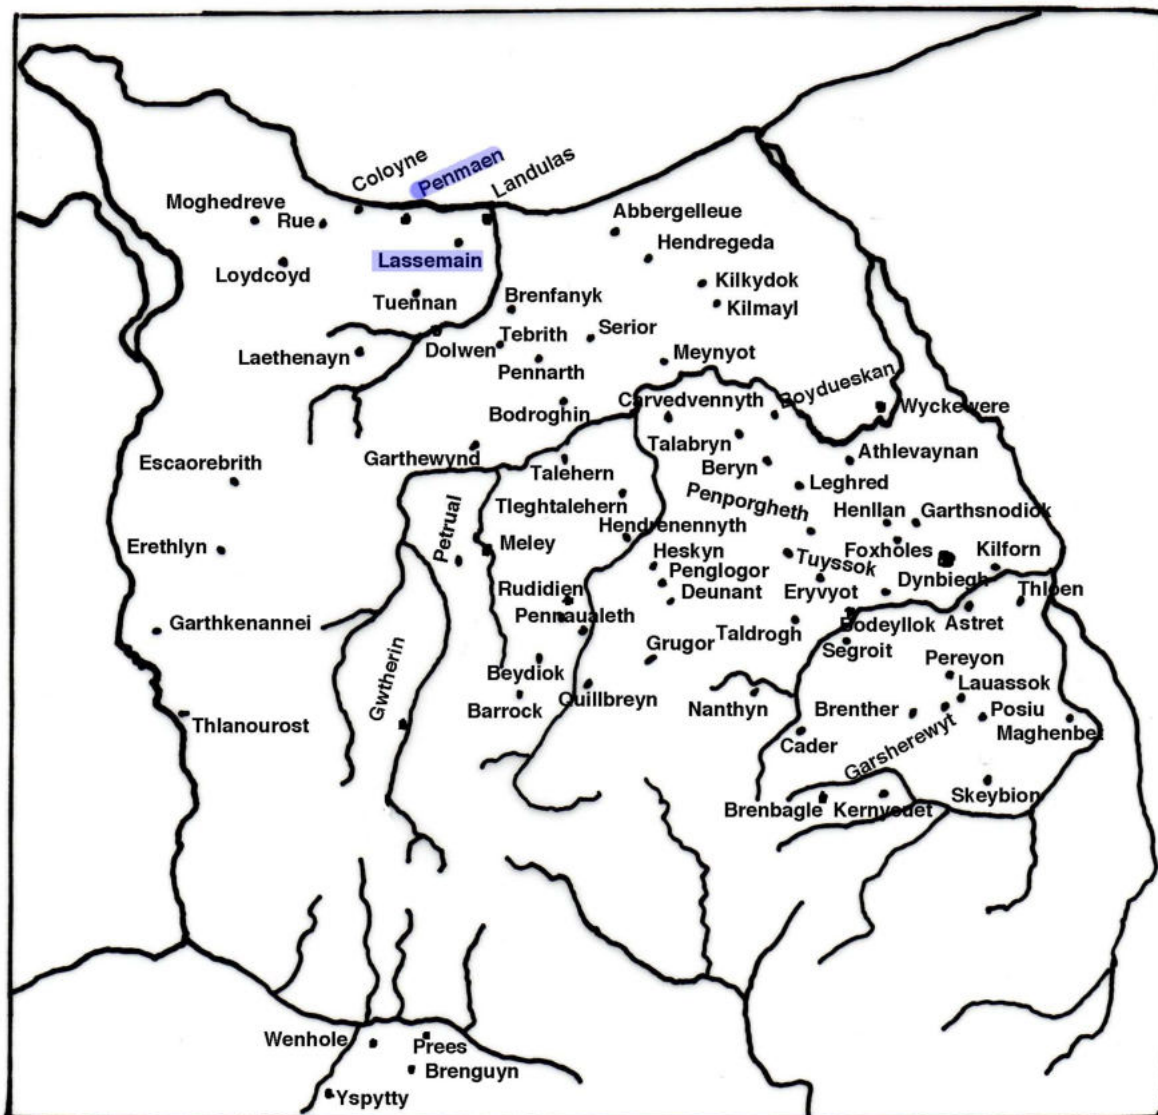 Coloyne
Penmaen
Landulas
Moghedreve
Rue
Abbergelleue
Hendregeda
Lassemain
Loydcoyd
Kilkydok
Tuennan
Brenfanyk
Kilmayl
Tebrith
Serior
Laethenayn
Dolwen
Pennarth
Meynyot
Boydueskan
Carvedvennyth
Bodroghin
Wyckewere
Talabryn
Athlevaynan
Escaorebrith
Garthewynd
Talehern
Beryn
Leghred
Penporgheth
Tleghtalehern
Henllan
Garthsnodiok
Petrual
Hendrenennyth
Erethlyn
Meley
Heskyn
Tuyssok
Foxholes
Kilforn
Penglogor
Dynbiegh
Rudidien
Deunant
Eryvyot
Thloen
Pennaualeth
Garthkenannei
Taldrogh
Bodeyllok
Astret
Grugor
Segroit
Gwtherin
Beydiok
Pereyon
Quillbreyn
Lauassok
Barrock
Nanthyn
Brenther
Posiu
Thlanourost
Maghenbet
Cader
Garsherewyt
Skeybion
Brenbagle
Wenhole
Prees
Brenguyn
Yspytty